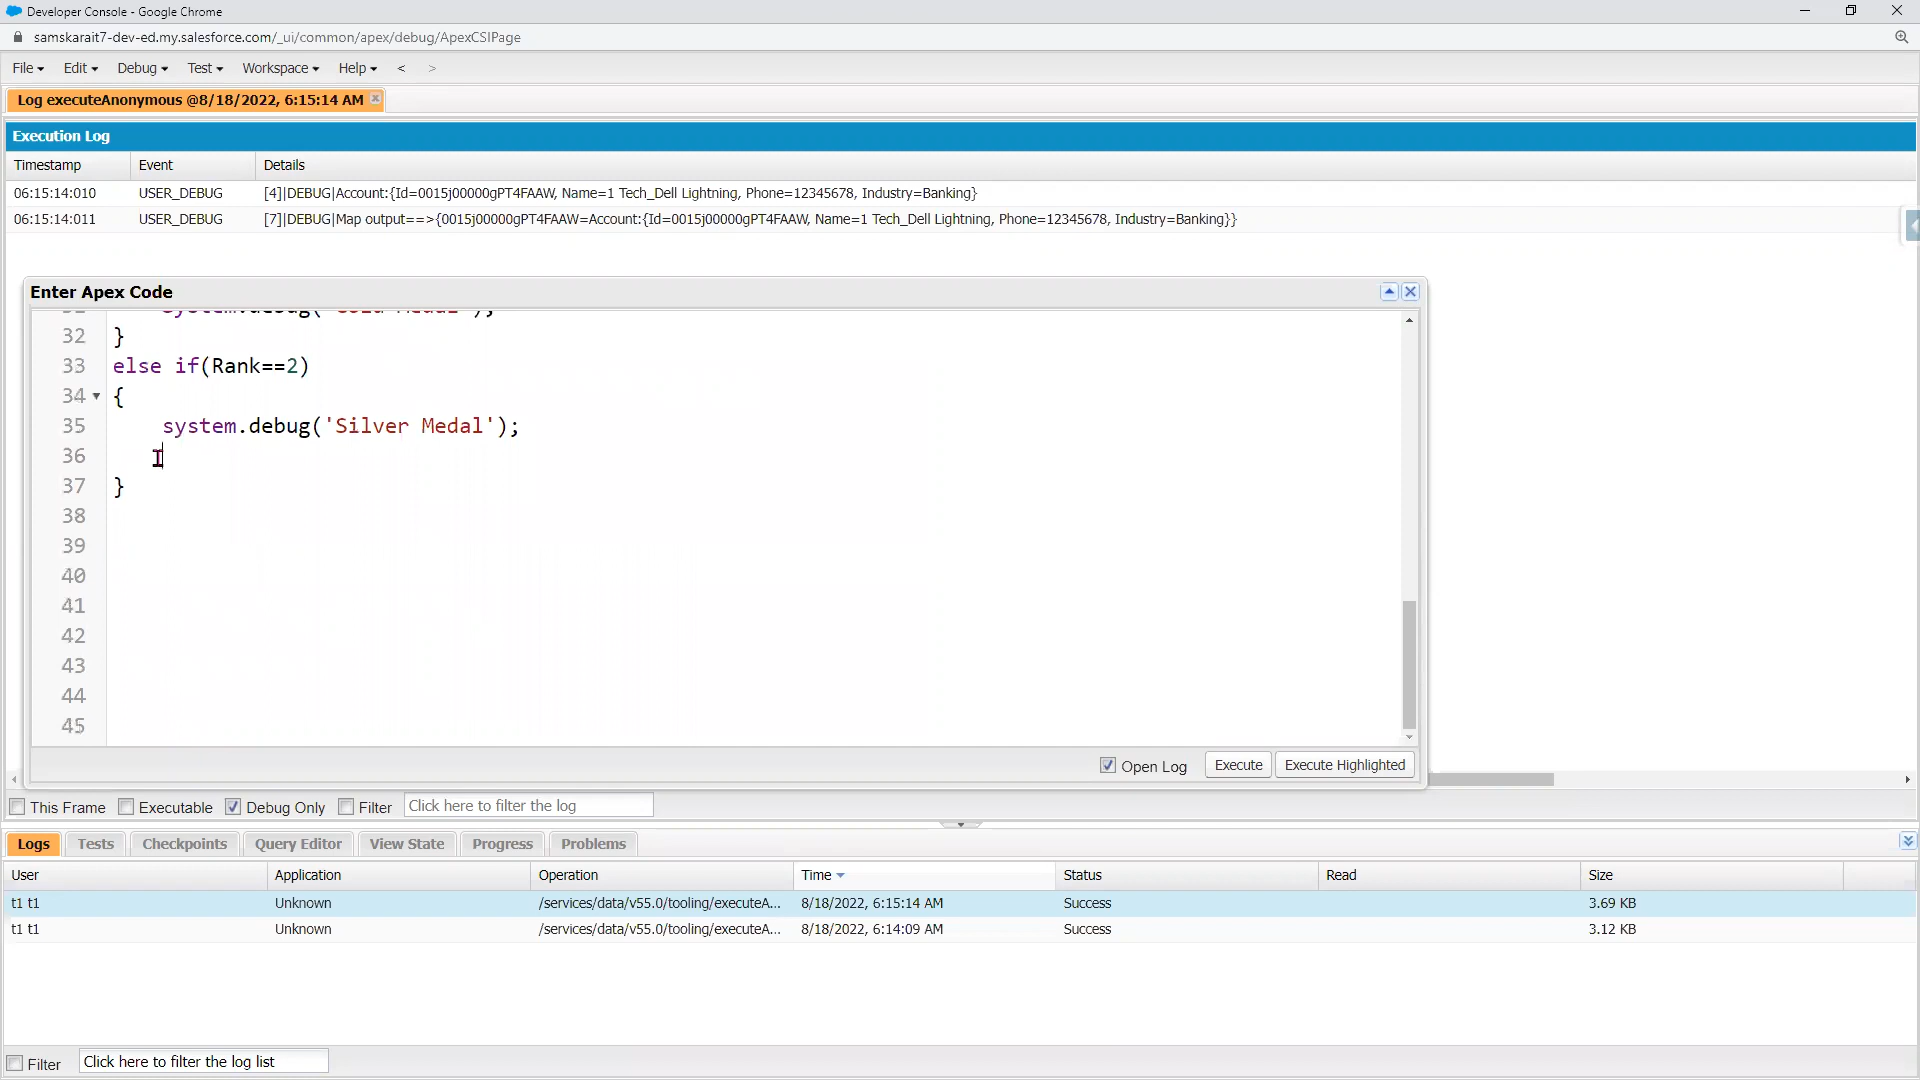 Developer Console - Google Chrome
samskarait7-dev-ed.my.salesforce.com/_ui/common/apex/debug/ApexCSIPage
File Edit Debug Test Workspace Help < >
Log executeAnonymous @8/18/2022, 6:15:14 AM
Execution Log
Timestamp Event Details
06:15:14:010 USER_DEBUG [4]|DEBUG|Account:{Id=0015j00000gPT4FAAW, Name=1 Tech_Dell Lightning, Phone=12345678, Industry=Banking}
06:15:14:011 USER_DEBUG [7]|DEBUG|Map output==>{0015j00000gPT4FAAW=Account:{Id=0015j00000gPT4FAAW, Name=1 Tech_Dell Lightning, Phone=12345678, Industry=Banking}}
Enter Apex Code
32 }
33 else if(Rank==2)
34 {
35 system.debug('Silver Medal');
36
37 }
38
39
40
41
42
43
44
45
Open Log Execute Execute Highlighted
This Frame Executable Debug Only Filter Click here to filter the log
Logs Tests Checkpoints Query Editor View State Progress Problems
User Application Operation Time Status Read Size
t1 t1 Unknown /services/data/v55.0/tooling/executeA... 8/18/2022, 6:15:14 AM Success 3.69 KB
t1 t1 Unknown /services/data/v55.0/tooling/executeA... 8/18/2022, 6:14:09 AM Success 3.12 KB
Filter Click here to filter the log list